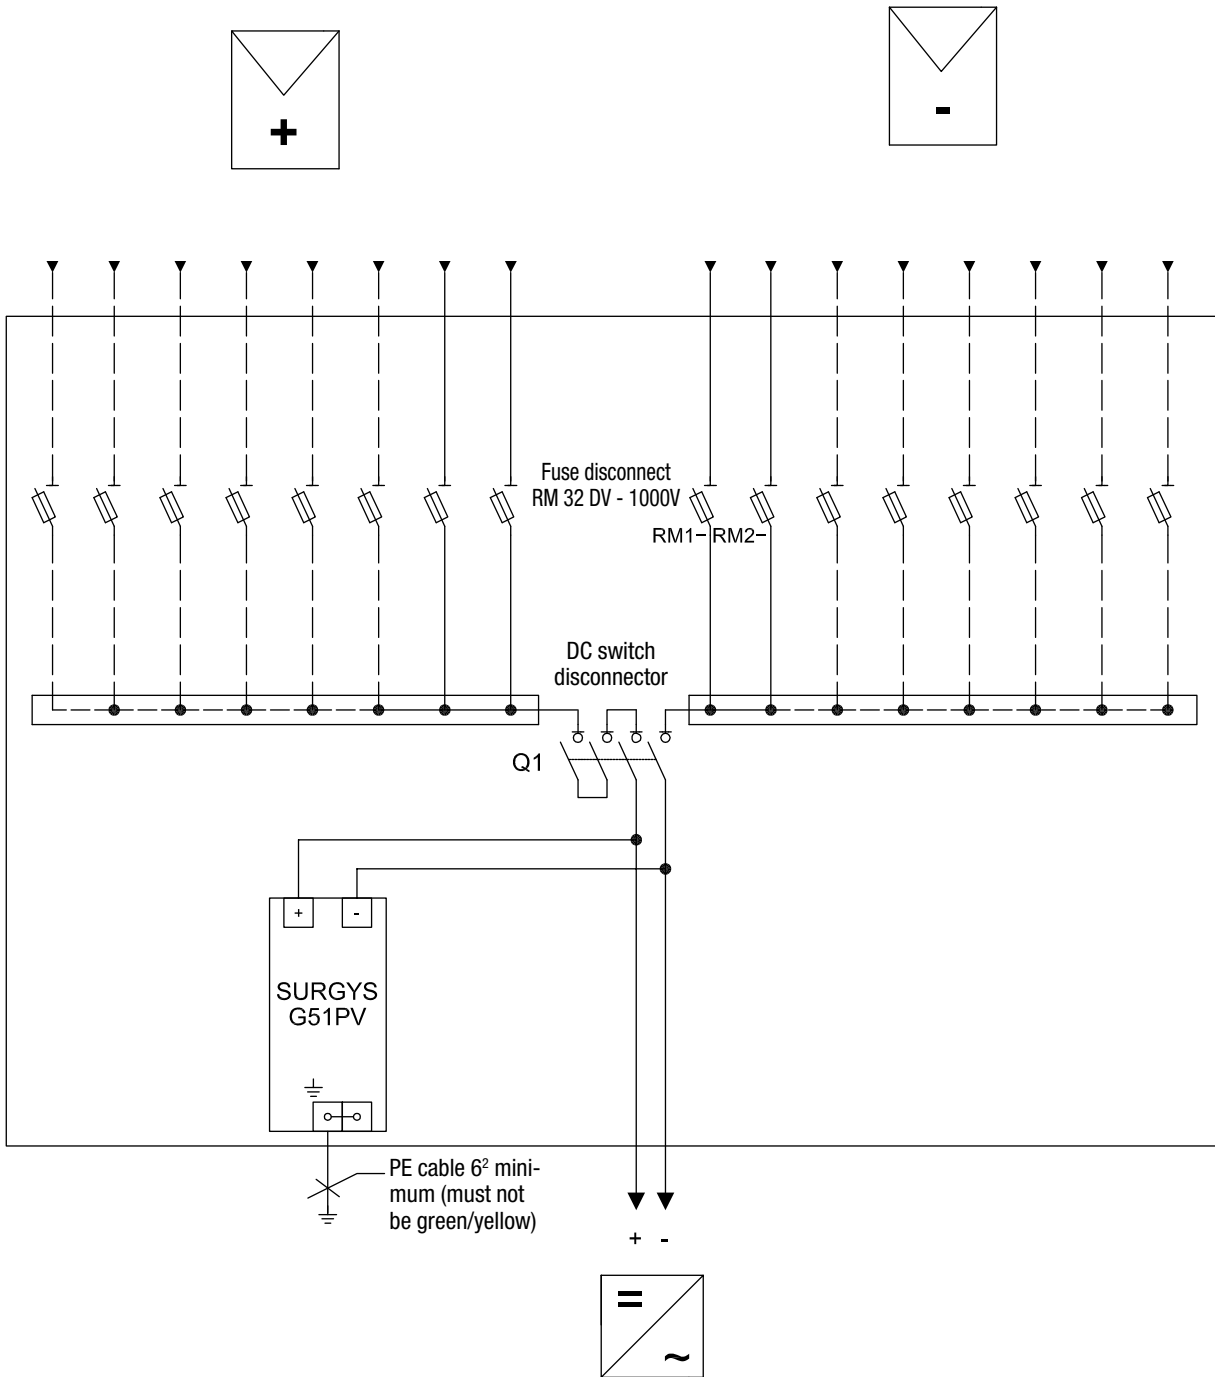 +
-
Fuse disconnect
RM 32 DV - 1000V
RM1- RM2-
DC switch
disconnector
Q1
+ -
SURGYS
G51PV
PE cable 6² mini-
mum (must not
be green/yellow)
+ -
=
~